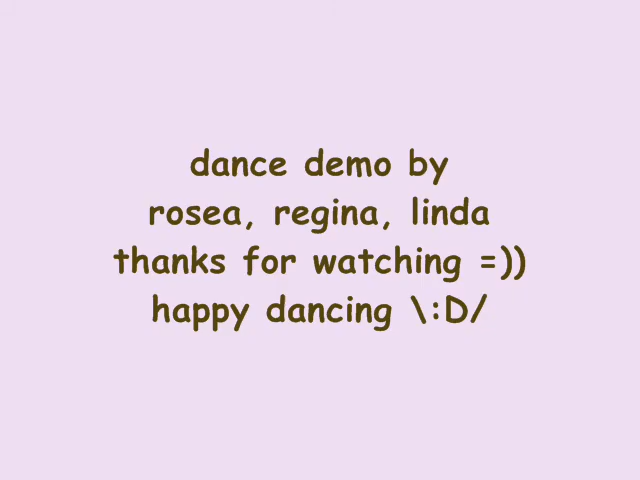 dance demo by
rosea, regina, linda
thanks for watching =))
happy dancing \:D/